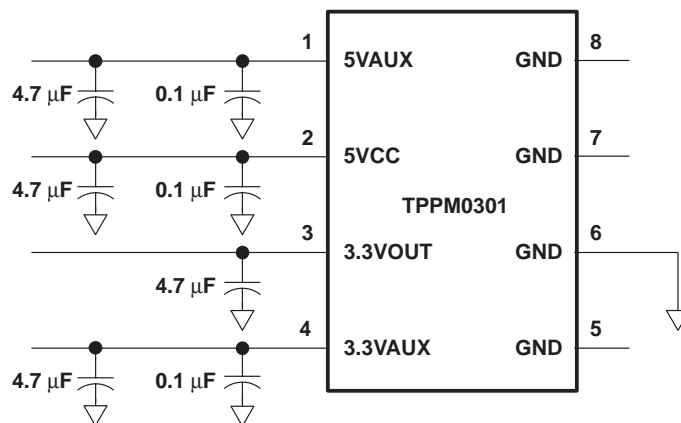 1 5VAUX GND 8
4.7 μF 0.1 μF
2 5VCC GND 7
4.7 μF 0.1 μF
TPPM0301
3 3.3VOUT GND 6
4.7 μF
4 3.3VAUX GND 5
4.7 μF 0.1 μF